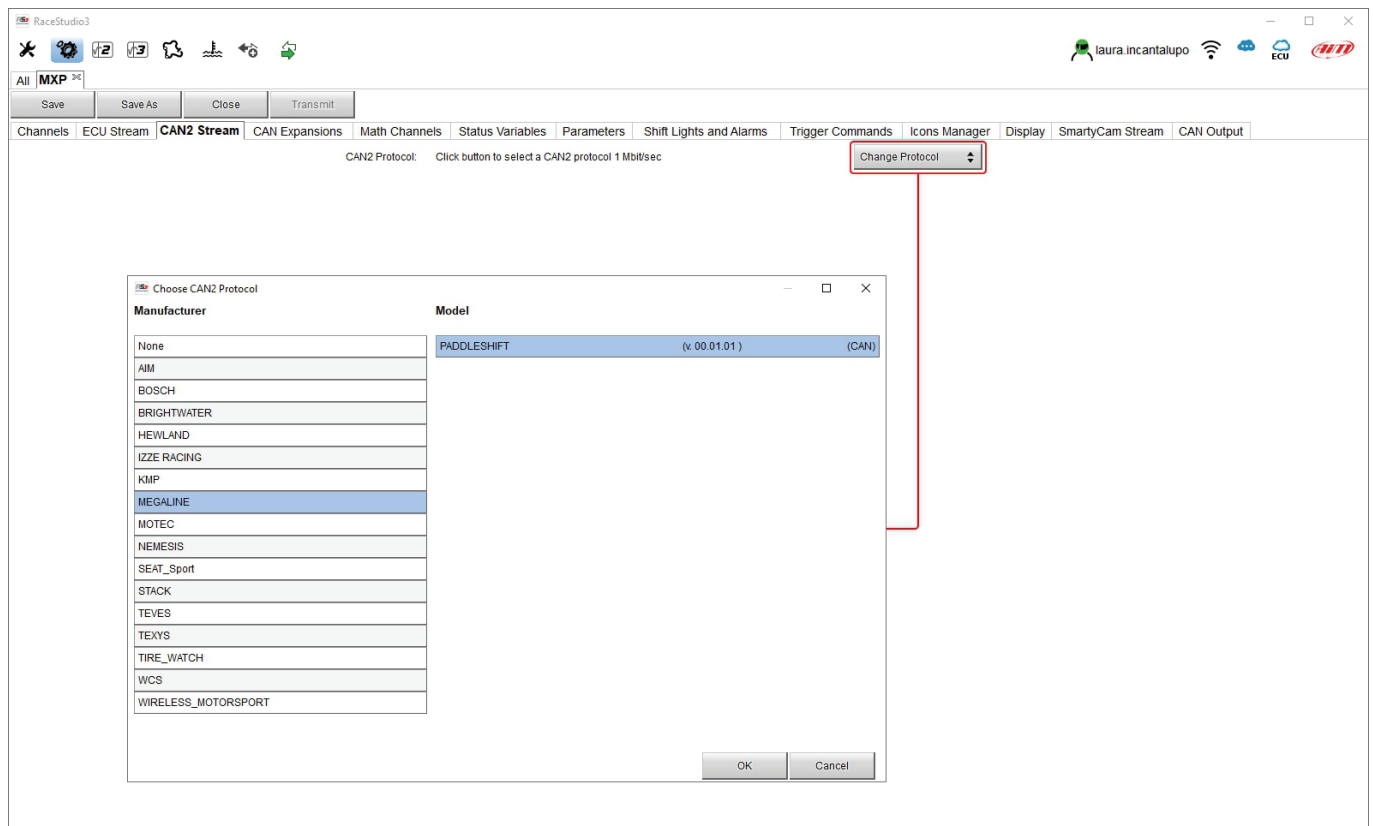 RaceStudio3
laura.incantalupo ECU AiM
All MXP
Save Save As Close Transmit
Channels ECU Stream CAN2 Stream CAN Expansions Math Channels Status Variables Parameters Shift Lights and Alarms Trigger Commands Icons Manager Display SmartyCam Stream CAN Output
CAN2 Protocol: Click button to select a CAN2 protocol 1 Mbit/sec Change Protocol
Choose CAN2 Protocol
Manufacturer Model
None PADDLESHIFT (v. 00.01.01 ) (CAN)
AIM
BOSCH
BRIGHTWATER
HEWLAND
IZZE RACING
KMP
MEGALINE
MOTEC
NEMESIS
SEAT_Sport
STACK
TEVES
TEXYS
TIRE_WATCH
WCS
WIRELESS_MOTORSPORT
OK Cancel